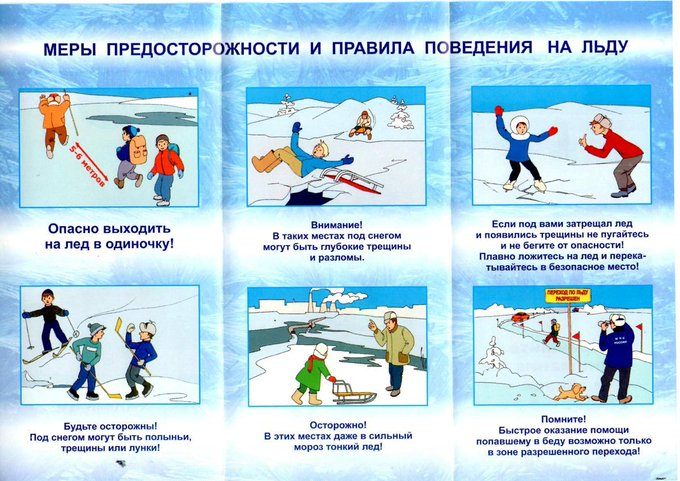 МЕРЫ ПРЕДОСТОРОЖНОСТИ И ПРАВИЛА ПОВЕДЕНИЯ НА ЛЬДУ
5-6 метров
Опасно выходить
на лед в одиночку!
Внимание!
В таких местах под снегом
могут быть глубокие трещины
и разломы.
Если под вами затрещал лед
и появились трещины не пугайтесь
и не бегите от опасности!
Плавно ложитесь на лед и перека-
тывайтесь в безопасное место!
Будьте осторожны!
Под снегом могут быть полыньи,
трещины или лунки!
Осторожно!
В этих местах даже в сильный
мороз тонкий лед!
ПЕРЕХОД ПО ЛЬДУ
РАЗРЕШЕН
МЧС
РОССИИ
Помните!
Быстрое оказание помощи
попавшему в беду возможно только
в зоне разрешенного перехода!